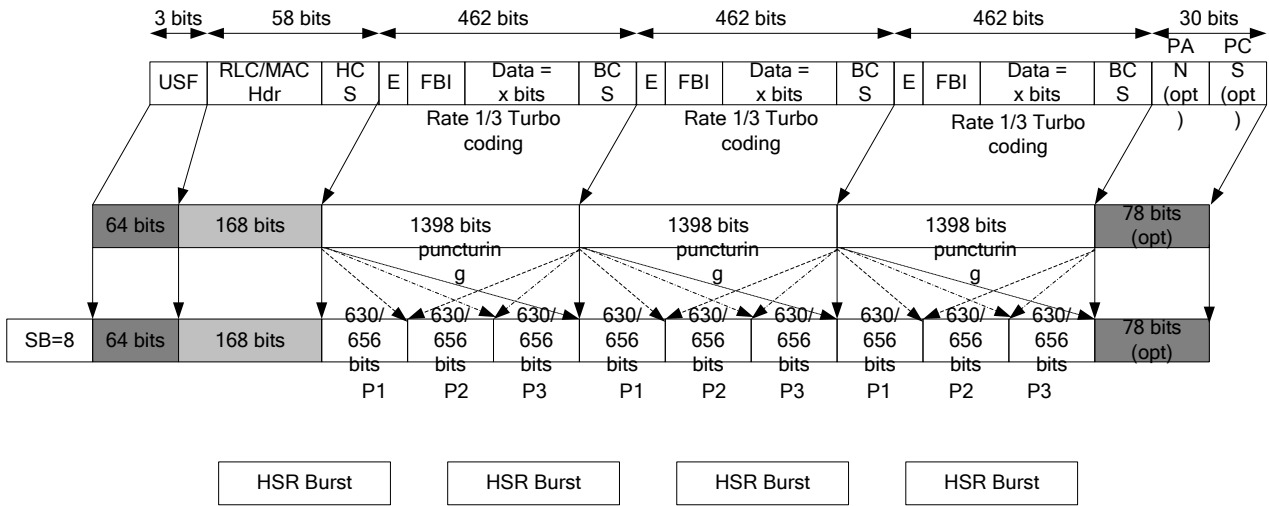 3 bits 58 bits 462 bits 462 bits 462 bits 30 bits
USF RLC/MAC Hdr HC S E FBI Data = x bits BC S E FBI Data = x bits BC S E FBI Data = x bits BC S PA N (opt ) PC S (opt )
Rate 1/3 Turbo coding Rate 1/3 Turbo coding Rate 1/3 Turbo coding
64 bits 168 bits 1398 bits puncturin g 1398 bits puncturin g 1398 bits puncturin g 78 bits (opt)
SB=8 64 bits 168 bits 630/ 656 bits 630/ 656 bits 630/ 656 bits 630/ 656 bits 630/ 656 bits 630/ 656 bits 630/ 656 bits 630/ 656 bits 630/ 656 bits 78 bits (opt)
P1 P2 P3 P1 P2 P3 P1 P2 P3
HSR Burst HSR Burst HSR Burst HSR Burst